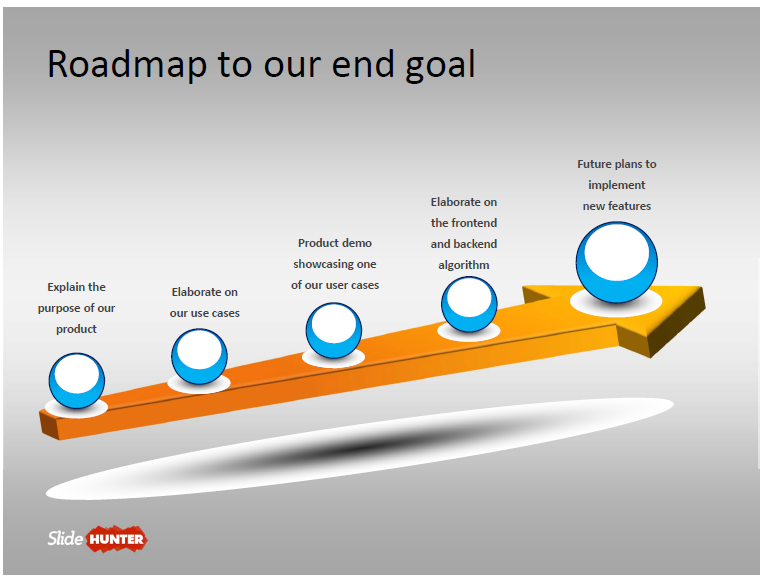 Roadmap to our end goal
Explain the
purpose of our
product
Elaborate on
our use cases
Product demo
showcasing one
of our user cases
Elaborate on
the frontend
and backend
algorithm
Future plans to
implement
new features
Slide HUNTER